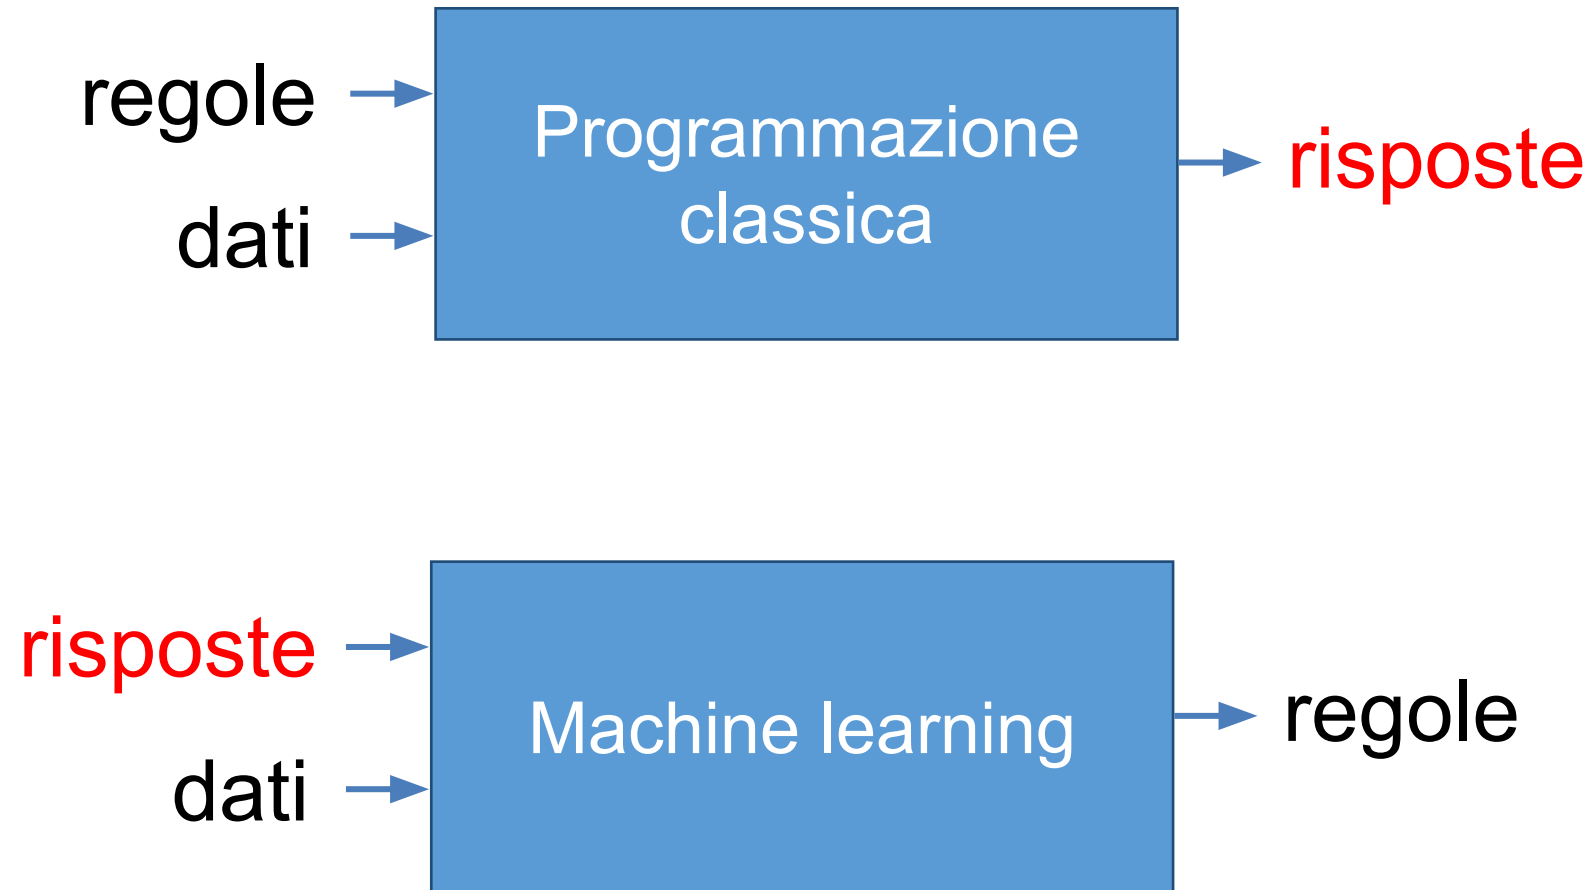 regole
dati
Programmazione
classica
risposte
risposte
dati
Machine learning
regole